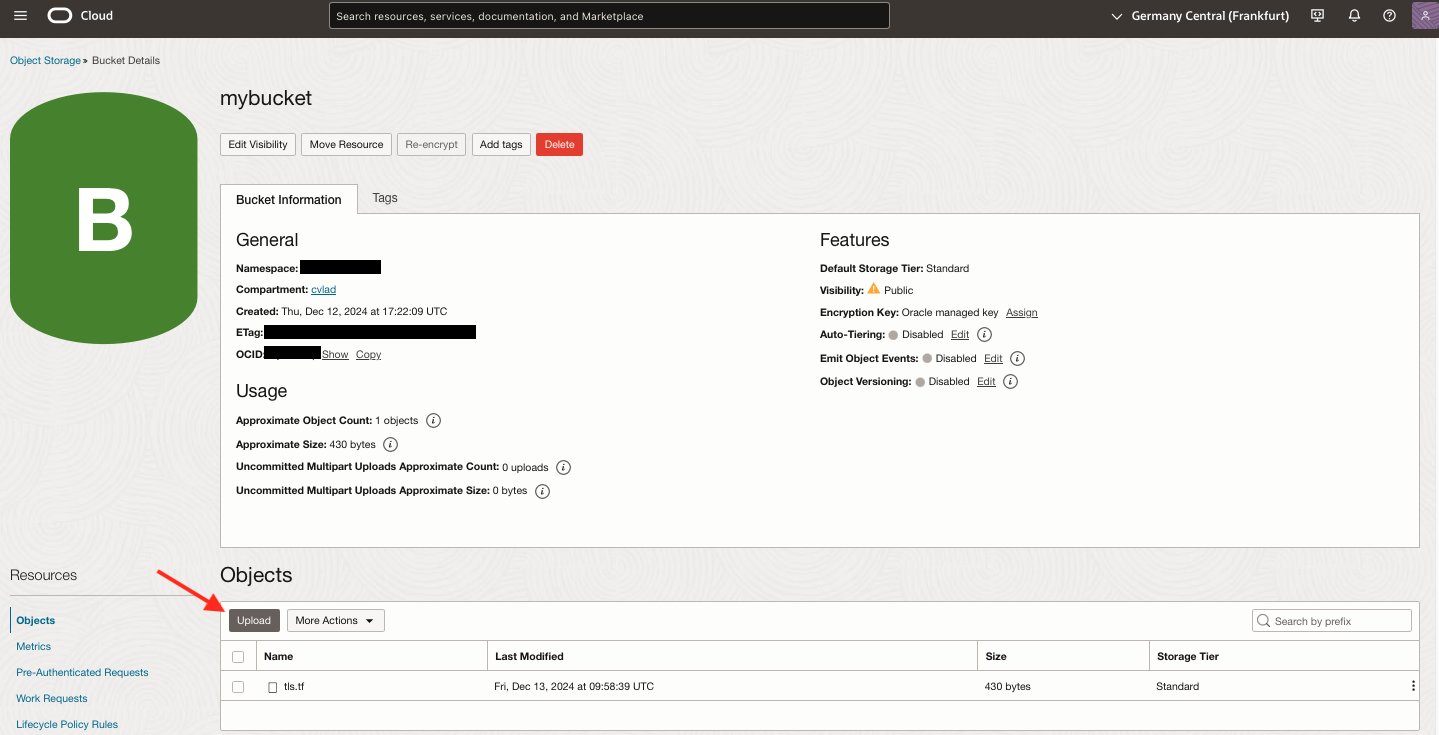 Cloud
Search resources, services, documentation, and Marketplace
Germany Central (Frankfurt)
Object Storage » Bucket Details
B
mybucket
Edit Visibility
Move Resource
Re-encrypt
Add tags
Delete
Bucket Information
Tags
General
Namespace:
Compartment: cvlad
Created: Thu, Dec 12, 2024 at 17:22:09 UTC
ETag:
OCID: Show Copy
Usage
Approximate Object Count: 1 objects
Approximate Size: 430 bytes
Uncommitted Multipart Uploads Approximate Count: 0 uploads
Uncommitted Multipart Uploads Approximate Size: 0 bytes
Features
Default Storage Tier: Standard
Visibility: Public
Encryption Key: Oracle managed key Assign
Auto-Tiering: Disabled Edit
Emit Object Events: Disabled Edit
Object Versioning: Disabled Edit
Resources
Objects
Metrics
Pre-Authenticated Requests
Work Requests
Lifecycle Policy Rules
Objects
Upload
More Actions
Search by prefix
Name Last Modified Size Storage Tier
tls.tf Fri, Dec 13, 2024 at 09:58:39 UTC 430 bytes Standard